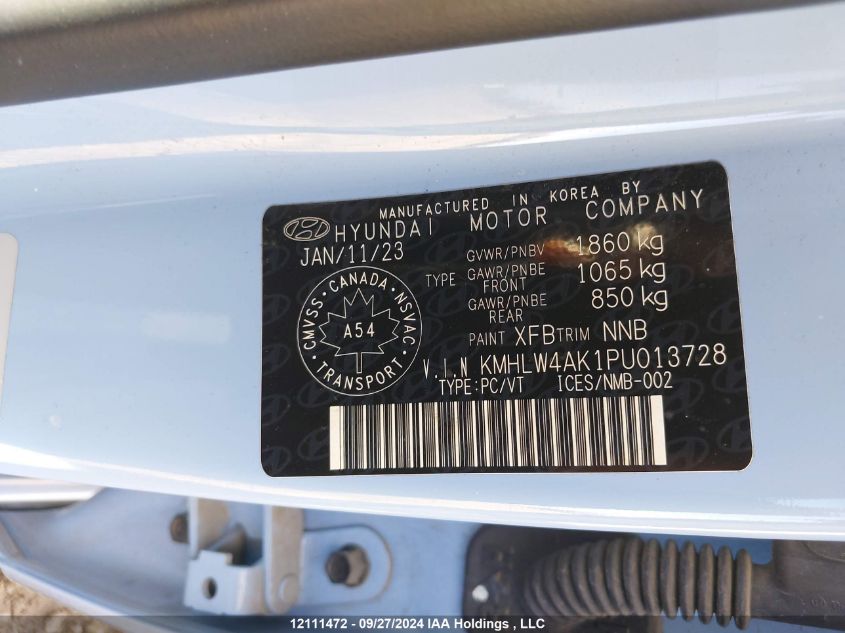 MANUFACTURED IN KOREA BY
HYUNDAI MOTOR COMPANY
JAN/11/23
GVWR/PNBV 1860 kg
TYPE GAWR/PNBE FRONT 1065 kg
GAWR/PNBE REAR 850 kg
CMVSS · CANADA · NSVAC
A54
TRANSPORT
PAINT XFB TRIM NNB
V.I.N KMHLW4AK1PU013728
TYPE:PC/VT ICES/NMB-002
12111472 - 09/27/2024 IAA Holdings , LLC